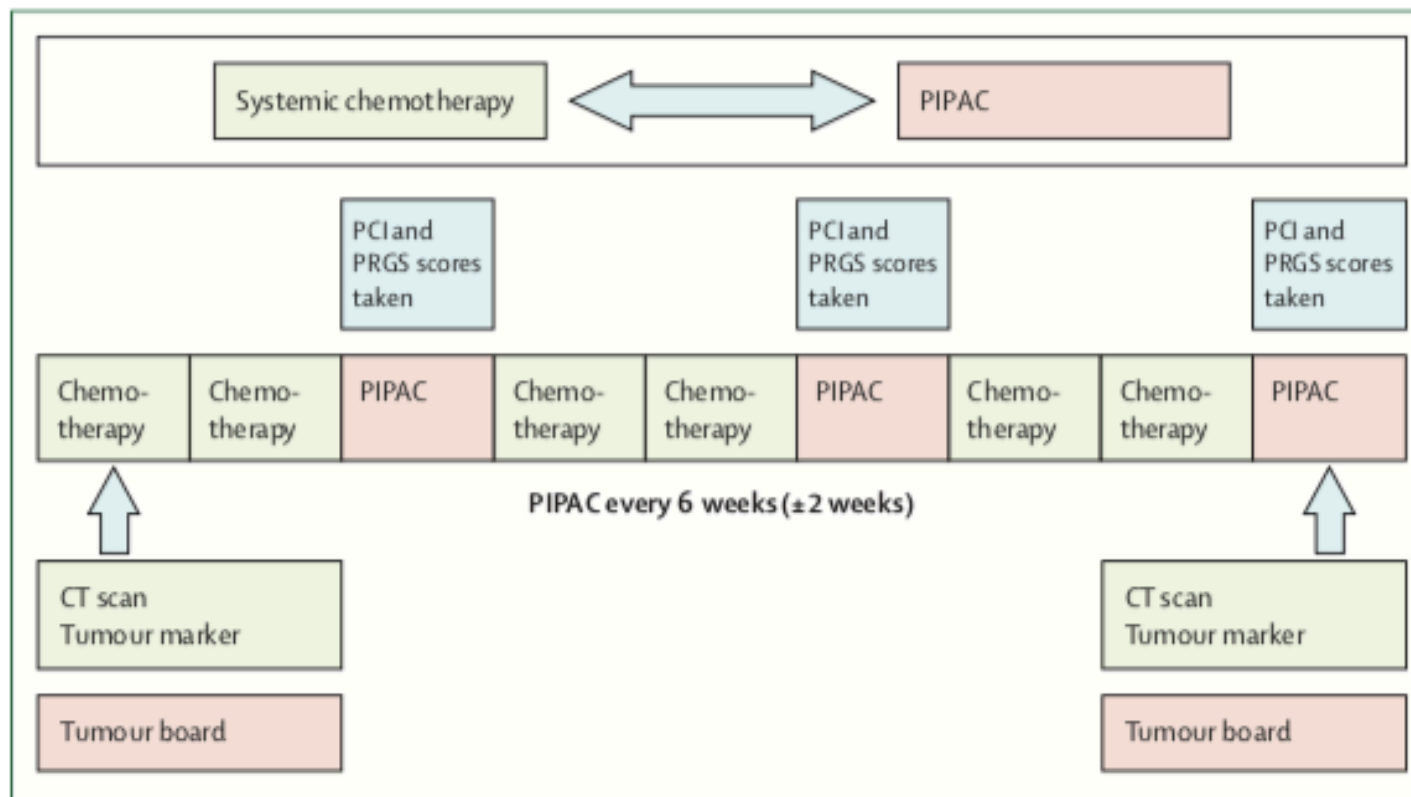 Systemic chemotherapy
PIPAC
PCI and
PRGS scores
taken
PCI and
PRGS scores
taken
PCI and
PRGS scores
taken
Chemo-
therapy
Chemo-
therapy
PIPAC
Chemo-
therapy
Chemo-
therapy
PIPAC
Chemo-
therapy
Chemo-
therapy
PIPAC
PIPAC every 6 weeks (±2 weeks)
CT scan
Tumour marker
Tumour board
CT scan
Tumour marker
Tumour board